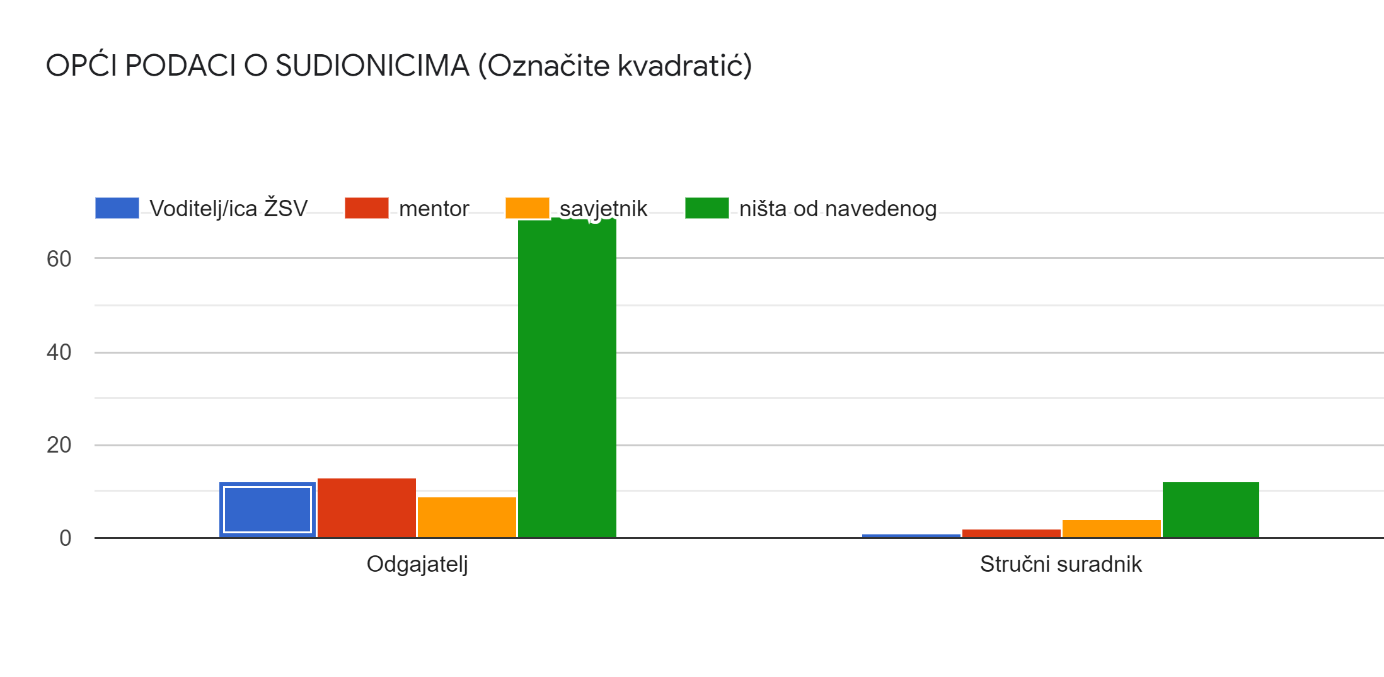 OPĆI PODACI O SUDIONICIMA (Označite kvadratić)
Voditelj/ica ŽSV mentor savjetnik ništa od navedenog
60
40
20
0
Odgajatelj Stručni suradnik